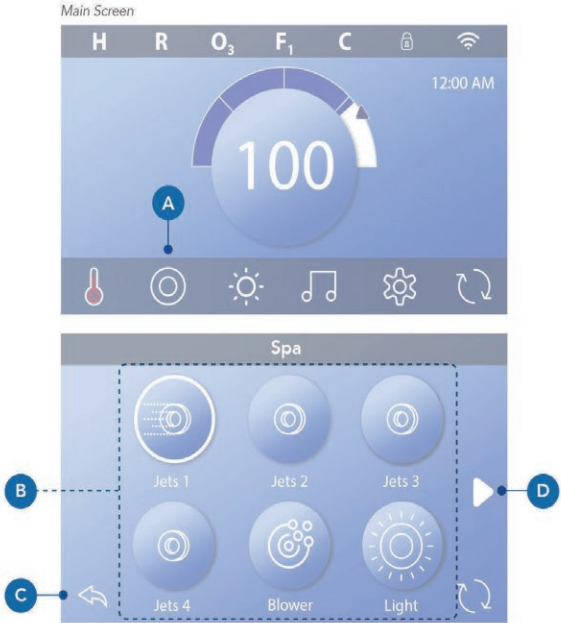 Main Screen
H R O3 F1 C
12:00 AM
100
A
Spa
Jets 1 Jets 2 Jets 3
B
D
C
Jets 4 Blower Light